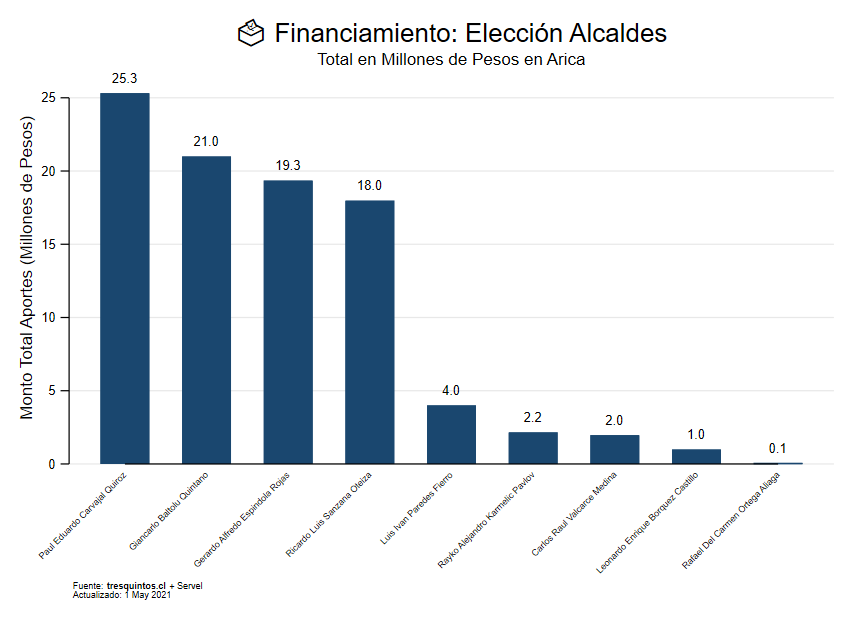 Financiamiento: Elección Alcaldes
Total en Millones de Pesos en Arica
Monto Total Aportes (Millones de Pesos)
25
20
15
10
5
0
25.3
21.0
19.3
18.0
4.0
2.2
2.0
1.0
0.1
Paul Eduardo Carvajal Quiroz
Giancarlo Baltolu Quintano
Gerardo Alfredo Espindola Rojas
Ricardo Luis Sanzana Oteiza
Luis Ivan Paredes Fierro
Rayko Alejandro Karmelic Pavlov
Carlos Raul Valcarce Medina
Leonardo Enrique Borquez Castillo
Rafael Del Carmen Ortega Aliaga
Fuente: tresquintos.cl + Servel
Actualizado: 1 May 2021